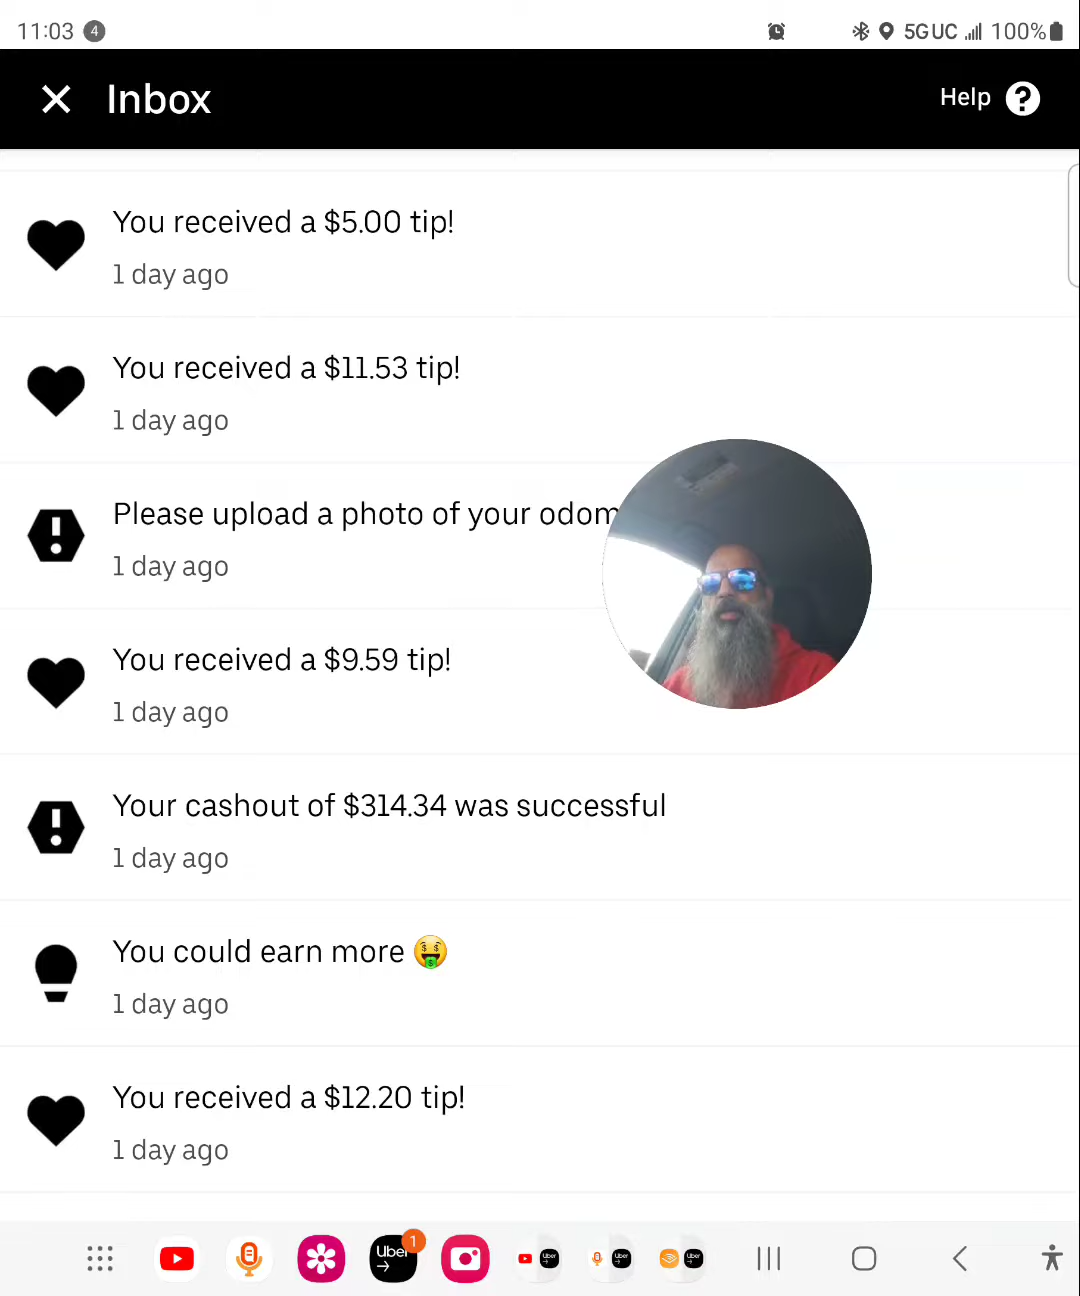 11:03 4 5G UC 100%
Inbox Help ?
You received a $5.00 tip!
1 day ago
You received a $11.53 tip!
1 day ago
Please upload a photo of your odom
1 day ago
You received a $9.59 tip!
1 day ago
Your cashout of $314.34 was successful
1 day ago
You could earn more
1 day ago
You received a $12.20 tip!
1 day ago
Uber 1